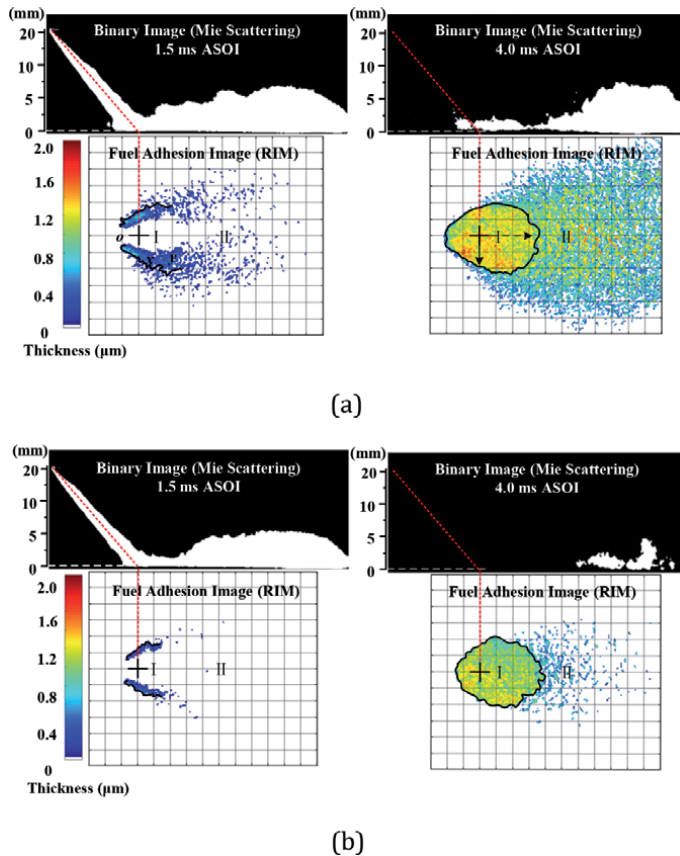 (mm)
20
10
5
0
Binary Image (Mie Scattering)
1.5 ms ASOI
(mm)
20
10
5
0
Binary Image (Mie Scattering)
4.0 ms ASOI
2.0
1.6
1.2
0.8
0.4
0
Thickness (μm)
Fuel Adhesion Image (RIM)
o
I
II
Fuel Adhesion Image (RIM)
I
II
(a)
(mm)
20
10
5
0
Binary Image (Mie Scattering)
1.5 ms ASOI
(mm)
20
10
5
0
Binary Image (Mie Scattering)
4.0 ms ASOI
2.0
1.6
1.2
0.8
0.4
0
Thickness (μm)
Fuel Adhesion Image (RIM)
I
II
Fuel Adhesion Image (RIM)
I
II
(b)